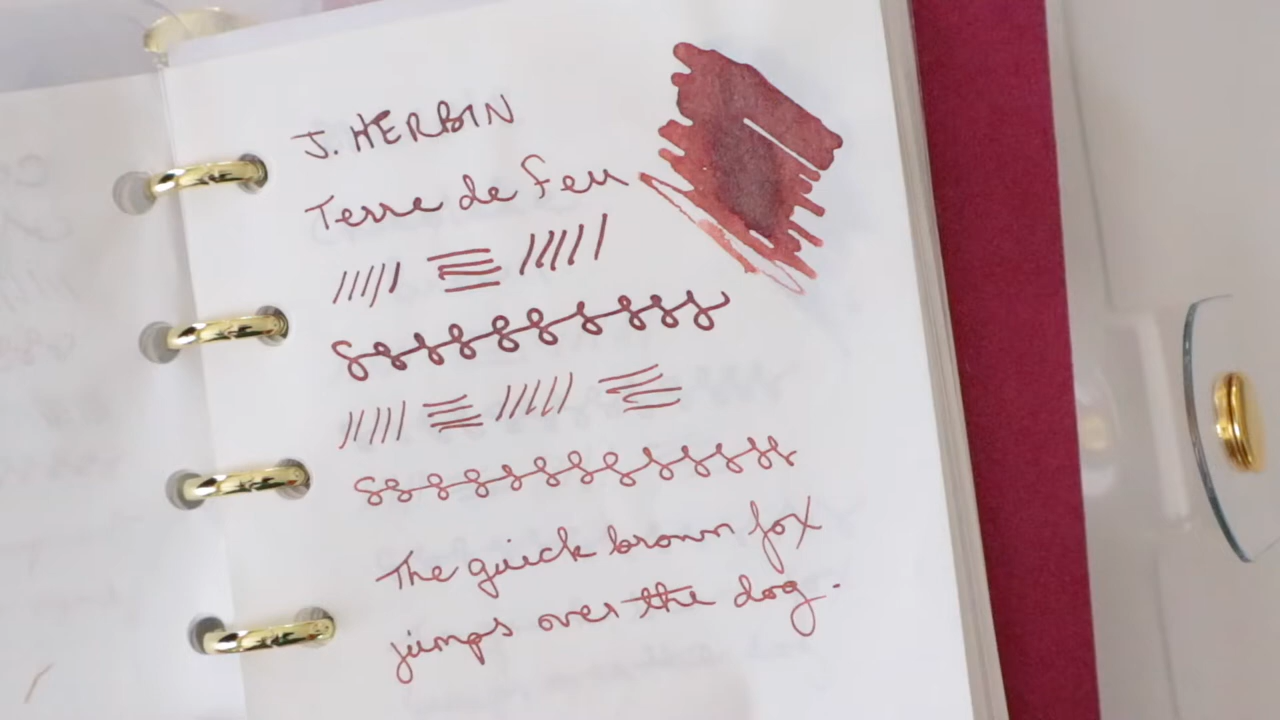 J. HERBIN
Terre de Feu
The quick brown fox
jumps over the dog.